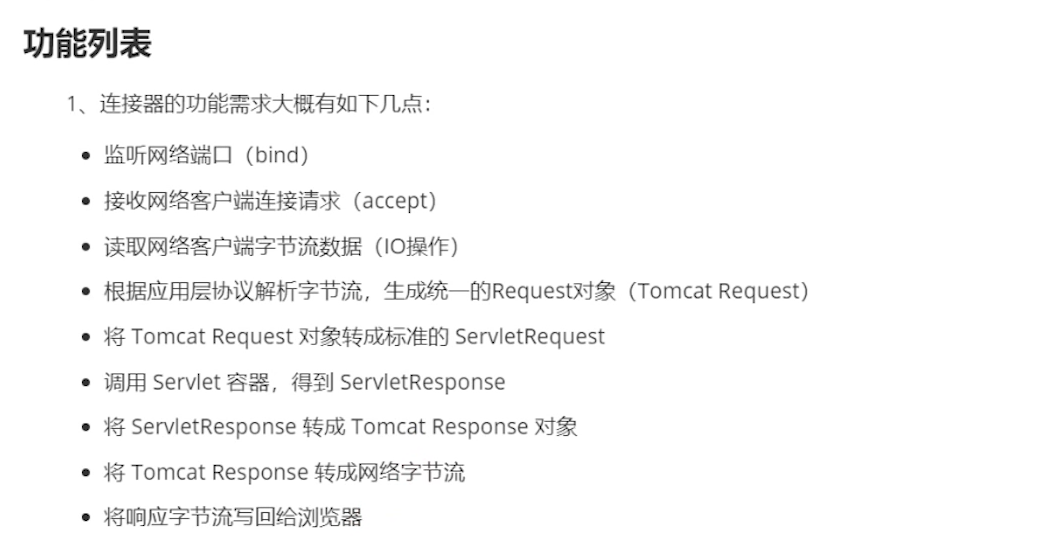 功能列表
1、连接器的功能需求大概有如下几点：
• 监听网络端口（bind）
• 接收网络客户端连接请求（accept）
• 读取网络客户端字节流数据（IO操作）
• 根据应用层协议解析字节流，生成统一的Request对象（Tomcat Request）
• 将 Tomcat Request 对象转成标准的 ServletRequest
• 调用 Servlet 容器，得到 ServletResponse
• 将 ServletResponse 转成 Tomcat Response 对象
• 将 Tomcat Response 转成网络字节流
• 将响应字节流写回给浏览器